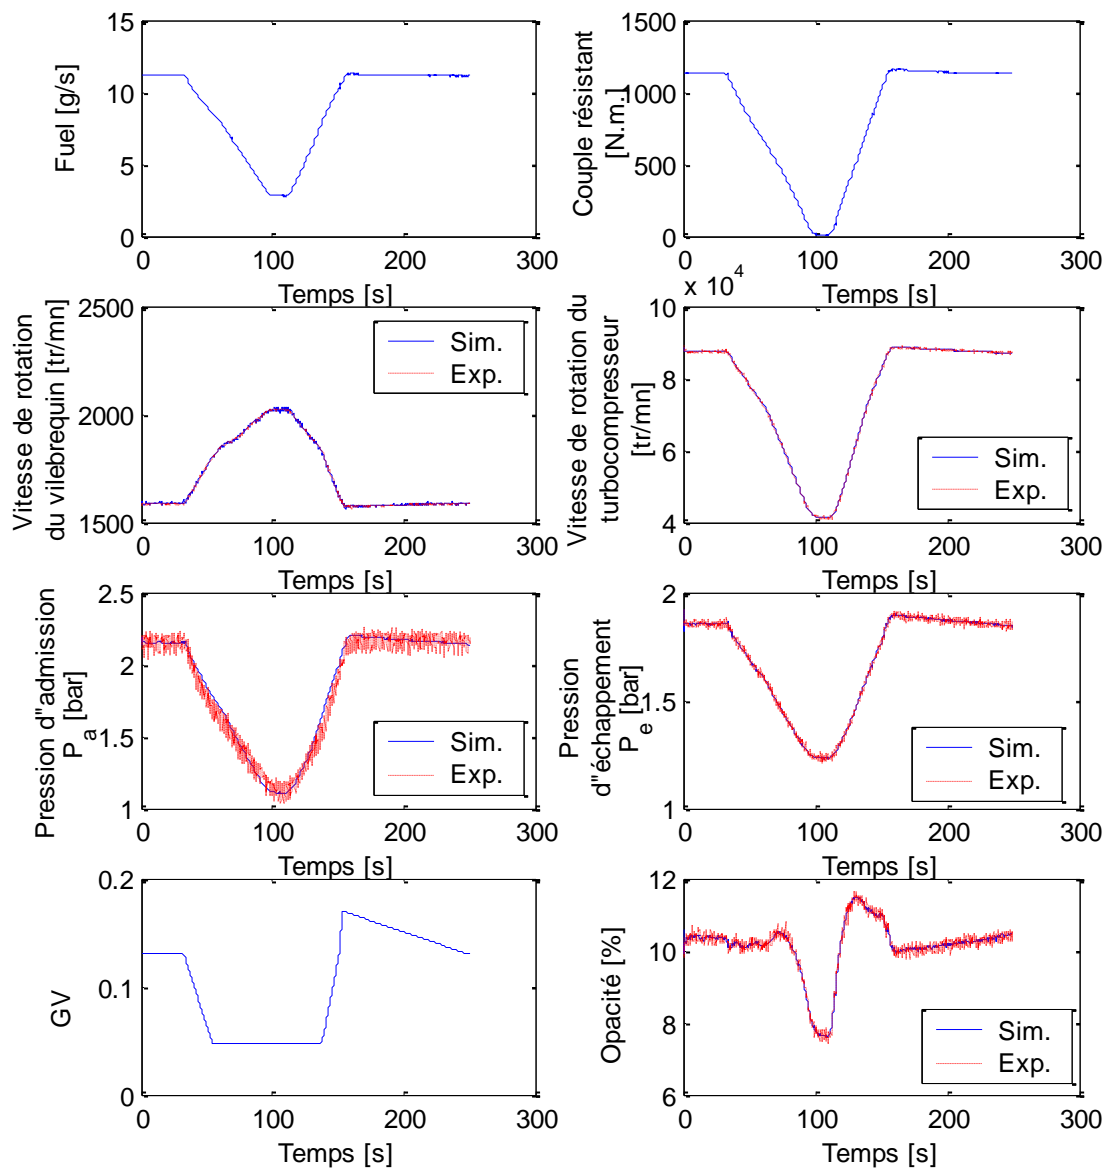 15
10
5
0
Fuel [g/s]
0 100 200 300
Temps [s]
1500
1000
500
0
Couple résistant
[N.m.]
0 100 200 300
Temps [s]
2500
2000
1500
Vitesse de rotation
du vilebrequin [tr/mn]
Sim.
Exp.
0 100 200 300
Temps [s]
x 10^4
10
8
6
4
Vitesse de rotation du
turbocompresseur
[tr/mn]
Sim.
Exp.
0 100 200 300
Temps [s]
2.5
2
1.5
1
Pression d"admission
P_a [bar]
Sim.
Exp.
0 100 200 300
Temps [s]
2
1.5
1
Pression
d"échappement
P_e [bar]
Sim.
Exp.
0 100 200 300
Temps [s]
0.2
0.1
0
GV
0 100 200 300
Temps [s]
12
10
8
6
Opacité [%]
Sim.
Exp.
0 100 200 300
Temps [s]